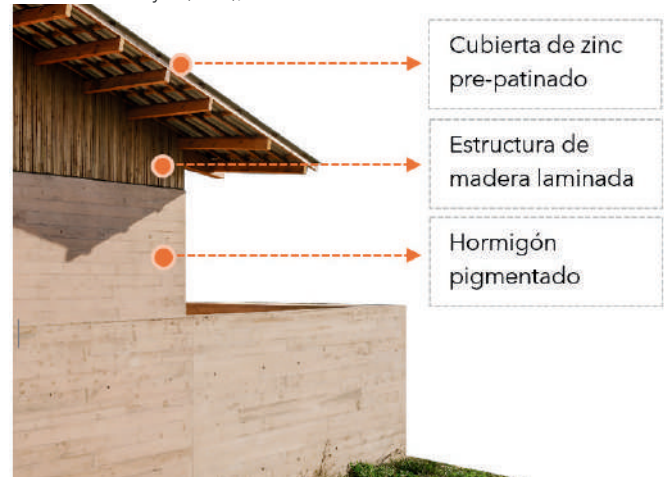 Cubierta de zinc
pre-patinado
Estructura de
madera laminada
Hormigón
pigmentado